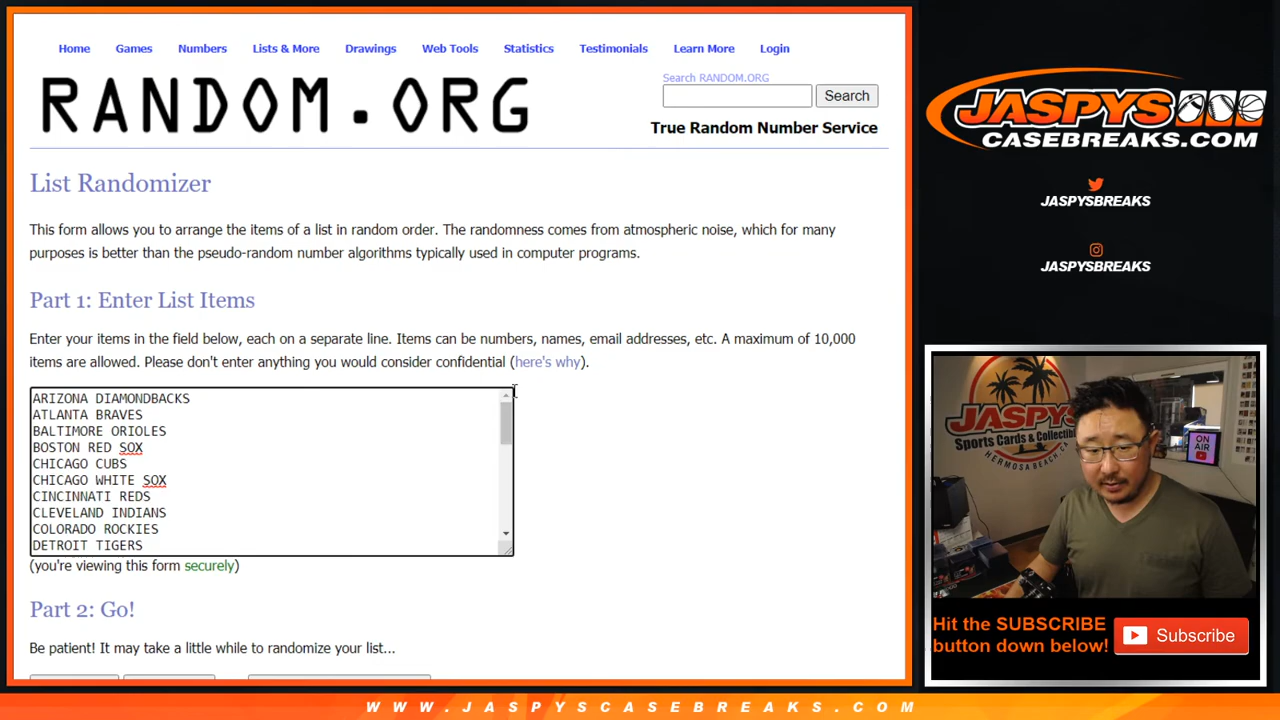 Home Games Numbers Lists & More Drawings Web Tools Statistics Testimonials Learn More Login
RANDOM.ORG
Search RANDOM.ORG
Search
True Random Number Service
List Randomizer
This form allows you to arrange the items of a list in random order. The randomness comes from atmospheric noise, which for many
purposes is better than the pseudo-random number algorithms typically used in computer programs.
Part 1: Enter List Items
Enter your items in the field below, each on a separate line. Items can be numbers, names, email addresses, etc. A maximum of 10,000
items are allowed. Please don't enter anything you would consider confidential (here's why).
ARIZONA DIAMONDBACKS
ATLANTA BRAVES
BALTIMORE ORIOLES
BOSTON RED SOX
CHICAGO CUBS
CHICAGO WHITE SOX
CINCINNATI REDS
CLEVELAND INDIANS
COLORADO ROCKIES
DETROIT TIGERS
(you're viewing this form securely)
Part 2: Go!
Be patient! It may take a little while to randomize your list...
JASPYS
CASEBREAKS.COM
JASPYSBREAKS
JASPYSBREAKS
JASPYS
Sports Cards & Collectibl
HERMOSA BEACH, CA
ON AIR
Hit the SUBSCRIBE
button down below!
Subscribe
WWW.JASPYSCASEBREAKS.COM